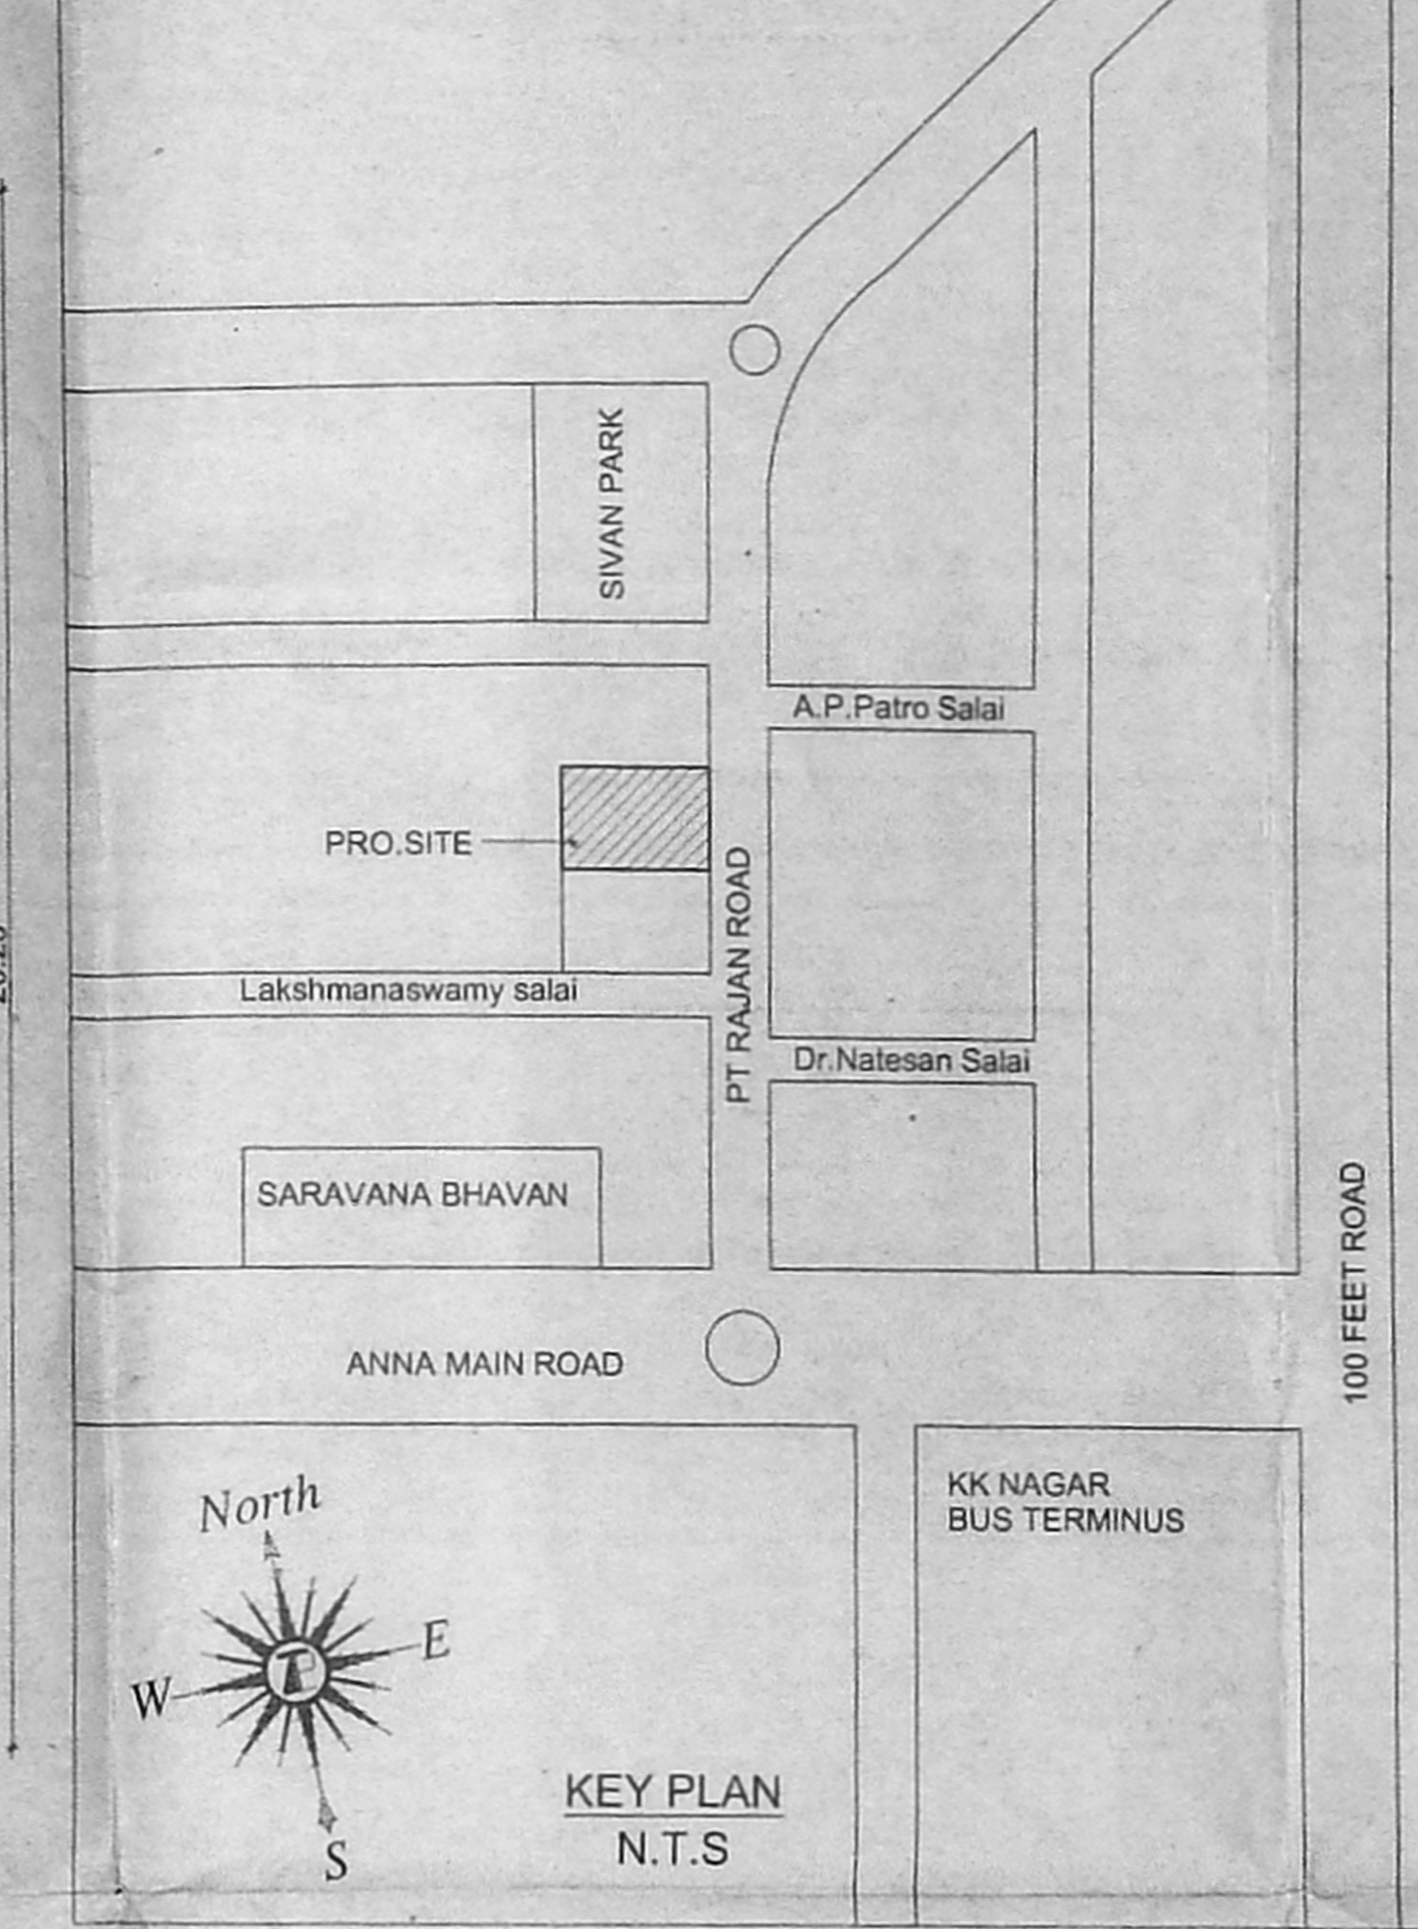 SIVAN PARK
A.P.Patro Salai
PRO.SITE
PT RAJAN ROAD
Lakshmanaswamy salai
Dr.Natesan Salai
SARAVANA BHAVAN
100 FEET ROAD
ANNA MAIN ROAD
KK NAGAR
BUS TERMINUS
North
E
W
TP
S
KEY PLAN
N.T.S